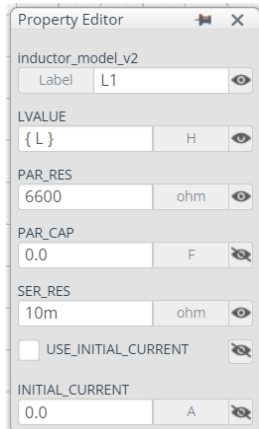 Property Editor
inductor_model_v2
Label L1
LVALUE
{ L } H
PAR_RES
6600 ohm
PAR_CAP
0.0 F
SER_RES
10m ohm
USE_INITIAL_CURRENT
INITIAL_CURRENT
0.0 A